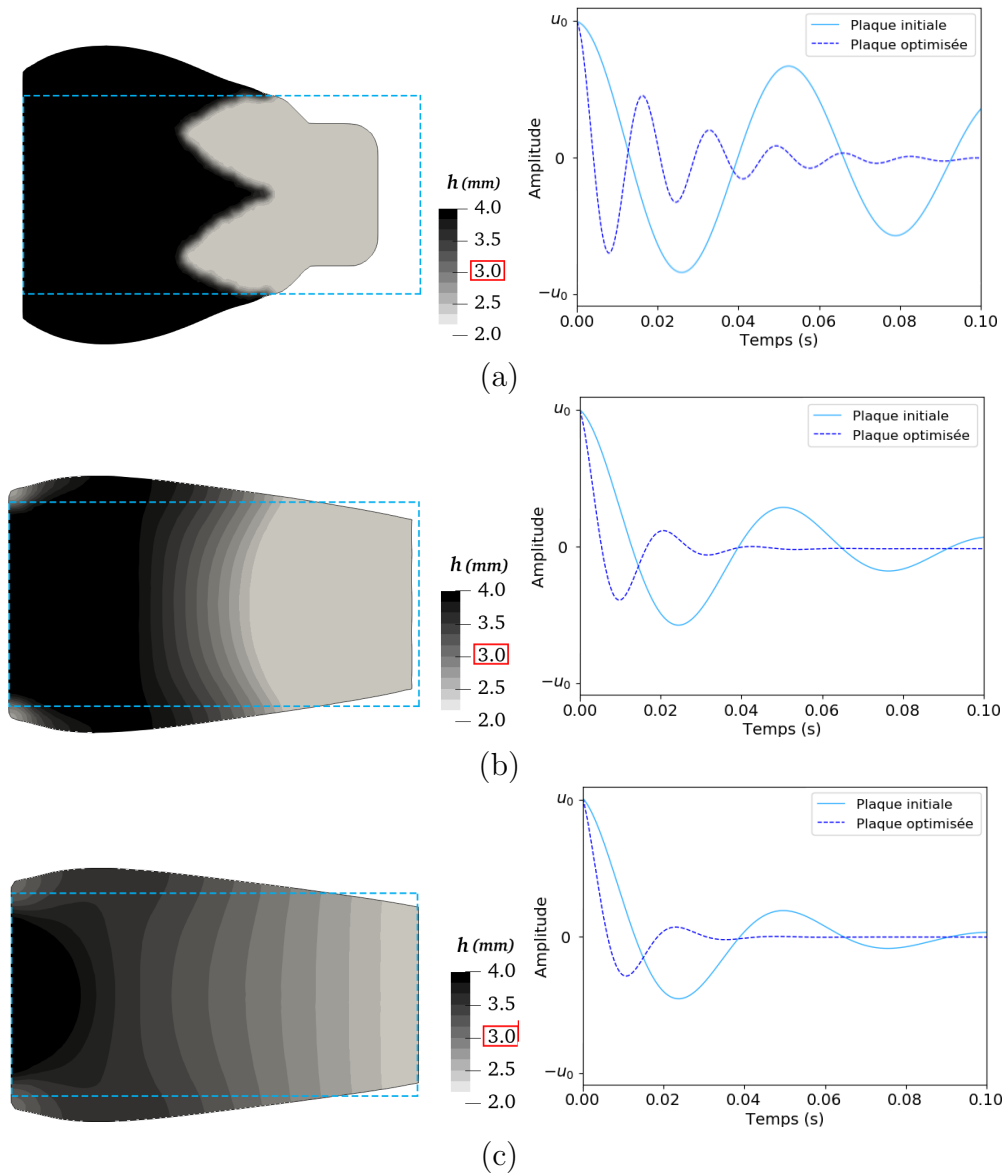 h (mm)
4.0
3.5
3.0
2.5
2.0
Amplitude
u₀
0
−u₀
Plaque initiale
Plaque optimisée
0.00 0.02 0.04 0.06 0.08 0.10
Temps (s)
(a)
h (mm)
4.0
3.5
3.0
2.5
2.0
Amplitude
u₀
0
−u₀
Plaque initiale
Plaque optimisée
0.00 0.02 0.04 0.06 0.08 0.10
Temps (s)
(b)
h (mm)
4.0
3.5
3.0
2.5
2.0
Amplitude
u₀
0
−u₀
Plaque initiale
Plaque optimisée
0.00 0.02 0.04 0.06 0.08 0.10
Temps (s)
(c)